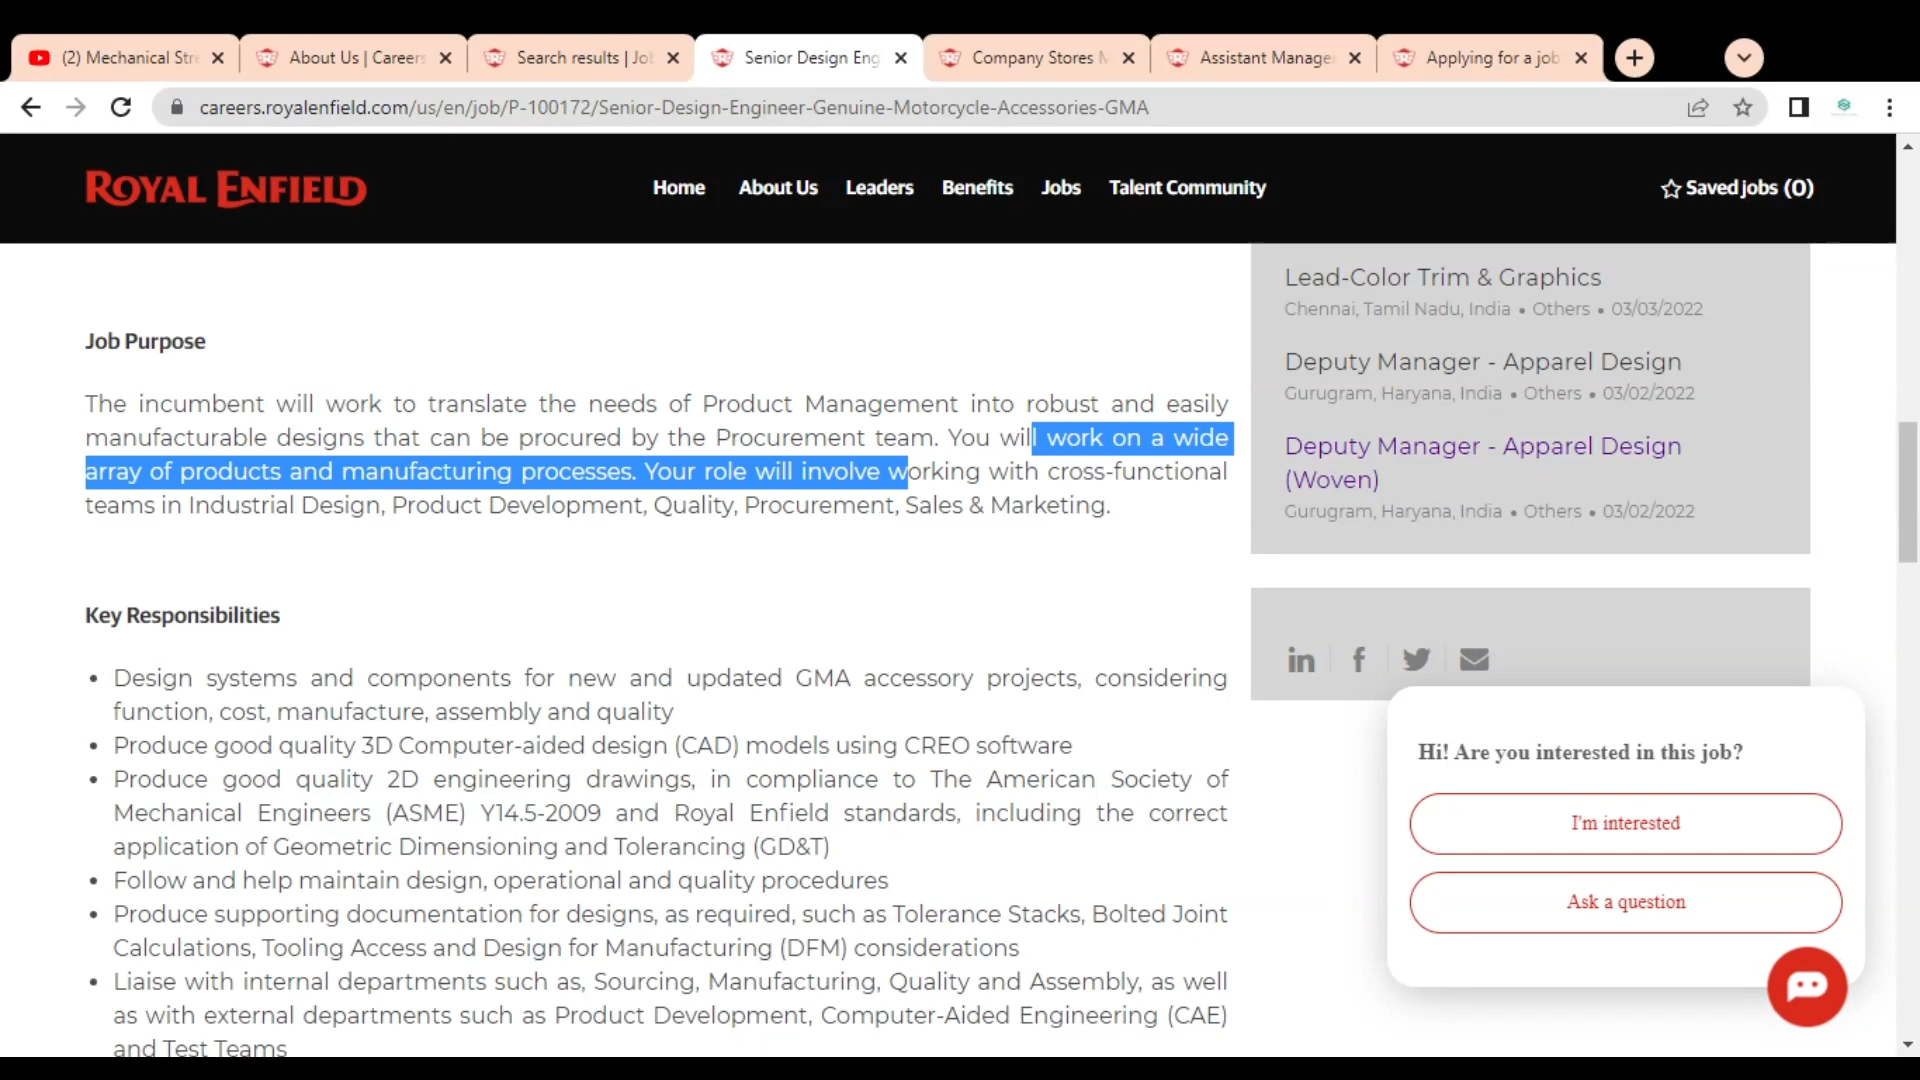 (2) Mechanical Stre
About Us | Careers
Search results | Job
Senior Design Eng
Company Stores M
Assistant Manage
Applying for a job
careers.royalenfield.com/us/en/job/P-100172/Senior-Design-Engineer-Genuine-Motorcycle-Accessories-GMA
ROYAL ENFIELD
Home
About Us
Leaders
Benefits
Jobs
Talent Community
Saved jobs (0)
Job Purpose
The incumbent will work to translate the needs of Product Management into robust and easily
manufacturable designs that can be procured by the Procurement team. You will work on a wide
array of products and manufacturing processes. Your role will involve working with cross-functional
teams in Industrial Design, Product Development, Quality, Procurement, Sales & Marketing.
Key Responsibilities
• Design systems and components for new and updated GMA accessory projects, considering
function, cost, manufacture, assembly and quality
• Produce good quality 3D Computer-aided design (CAD) models using CREO software
• Produce good quality 2D engineering drawings, in compliance to The American Society of
Mechanical Engineers (ASME) Y14.5-2009 and Royal Enfield standards, including the correct
application of Geometric Dimensioning and Tolerancing (GD&T)
• Follow and help maintain design, operational and quality procedures
• Produce supporting documentation for designs, as required, such as Tolerance Stacks, Bolted Joint
Calculations, Tooling Access and Design for Manufacturing (DFM) considerations
• Liaise with internal departments such as, Sourcing, Manufacturing, Quality and Assembly, as well
as with external departments such as Product Development, Computer-Aided Engineering (CAE)
and Test Teams
Lead-Color Trim & Graphics
Chennai, Tamil Nadu, India • Others • 03/03/2022
Deputy Manager - Apparel Design
Gurugram, Haryana, India • Others • 03/02/2022
Deputy Manager - Apparel Design
(Woven)
Gurugram, Haryana, India • Others • 03/02/2022
Hi! Are you interested in this job?
I'm interested
Ask a question